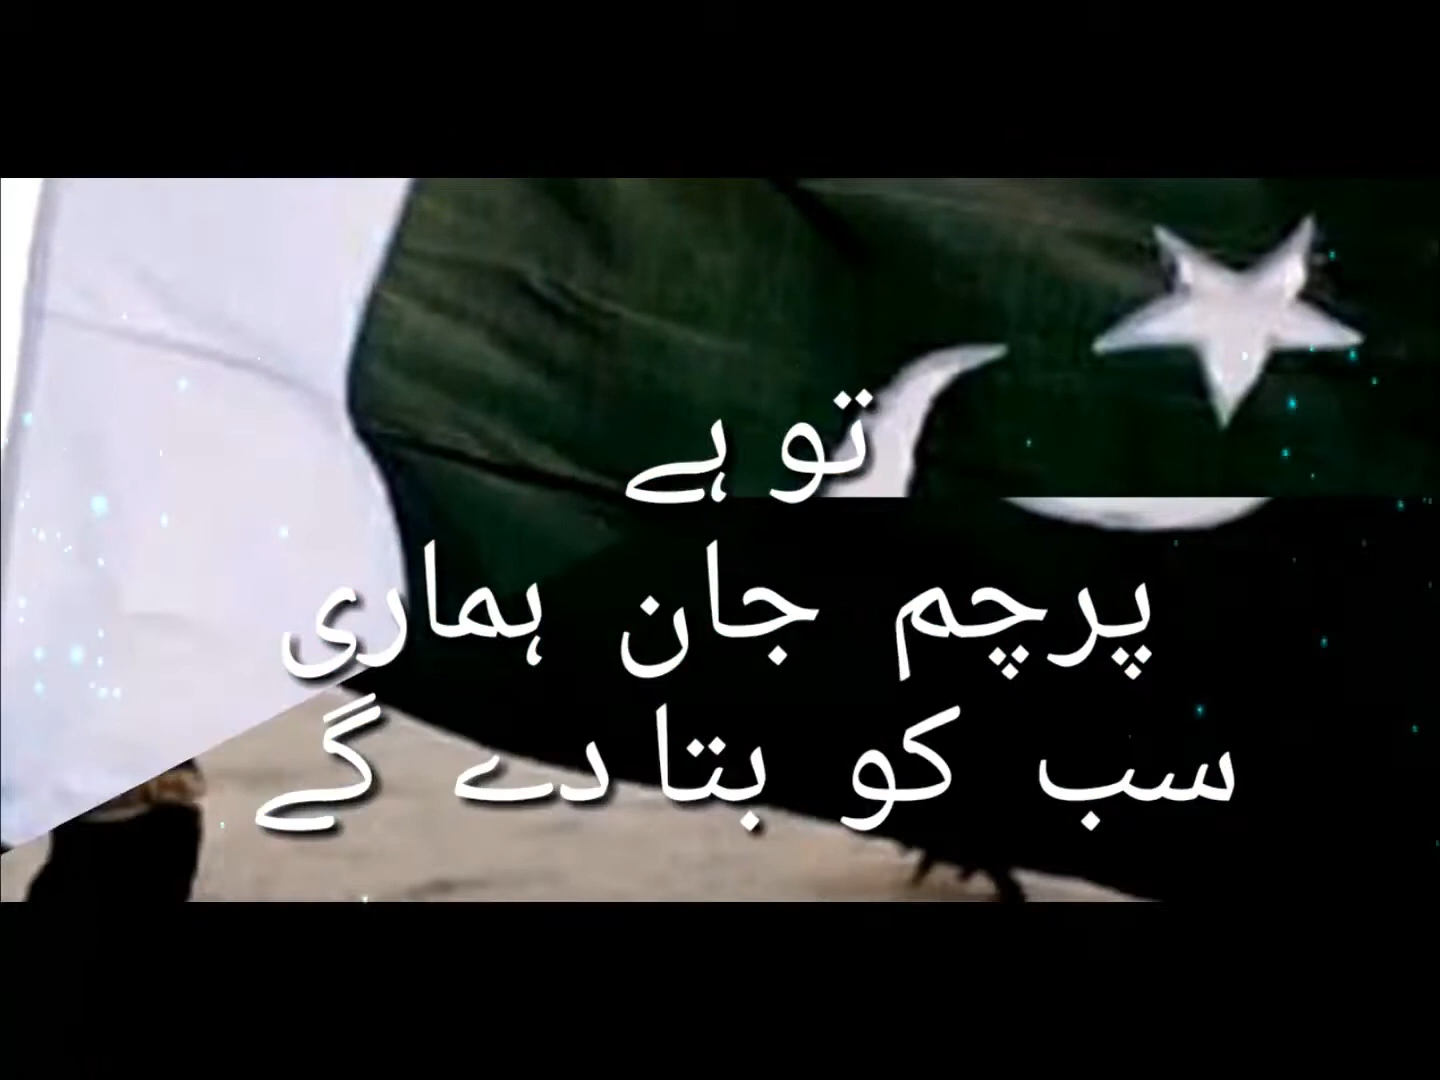 تو ہے
پرچم جان ہماری
سب کو بتا دے گے